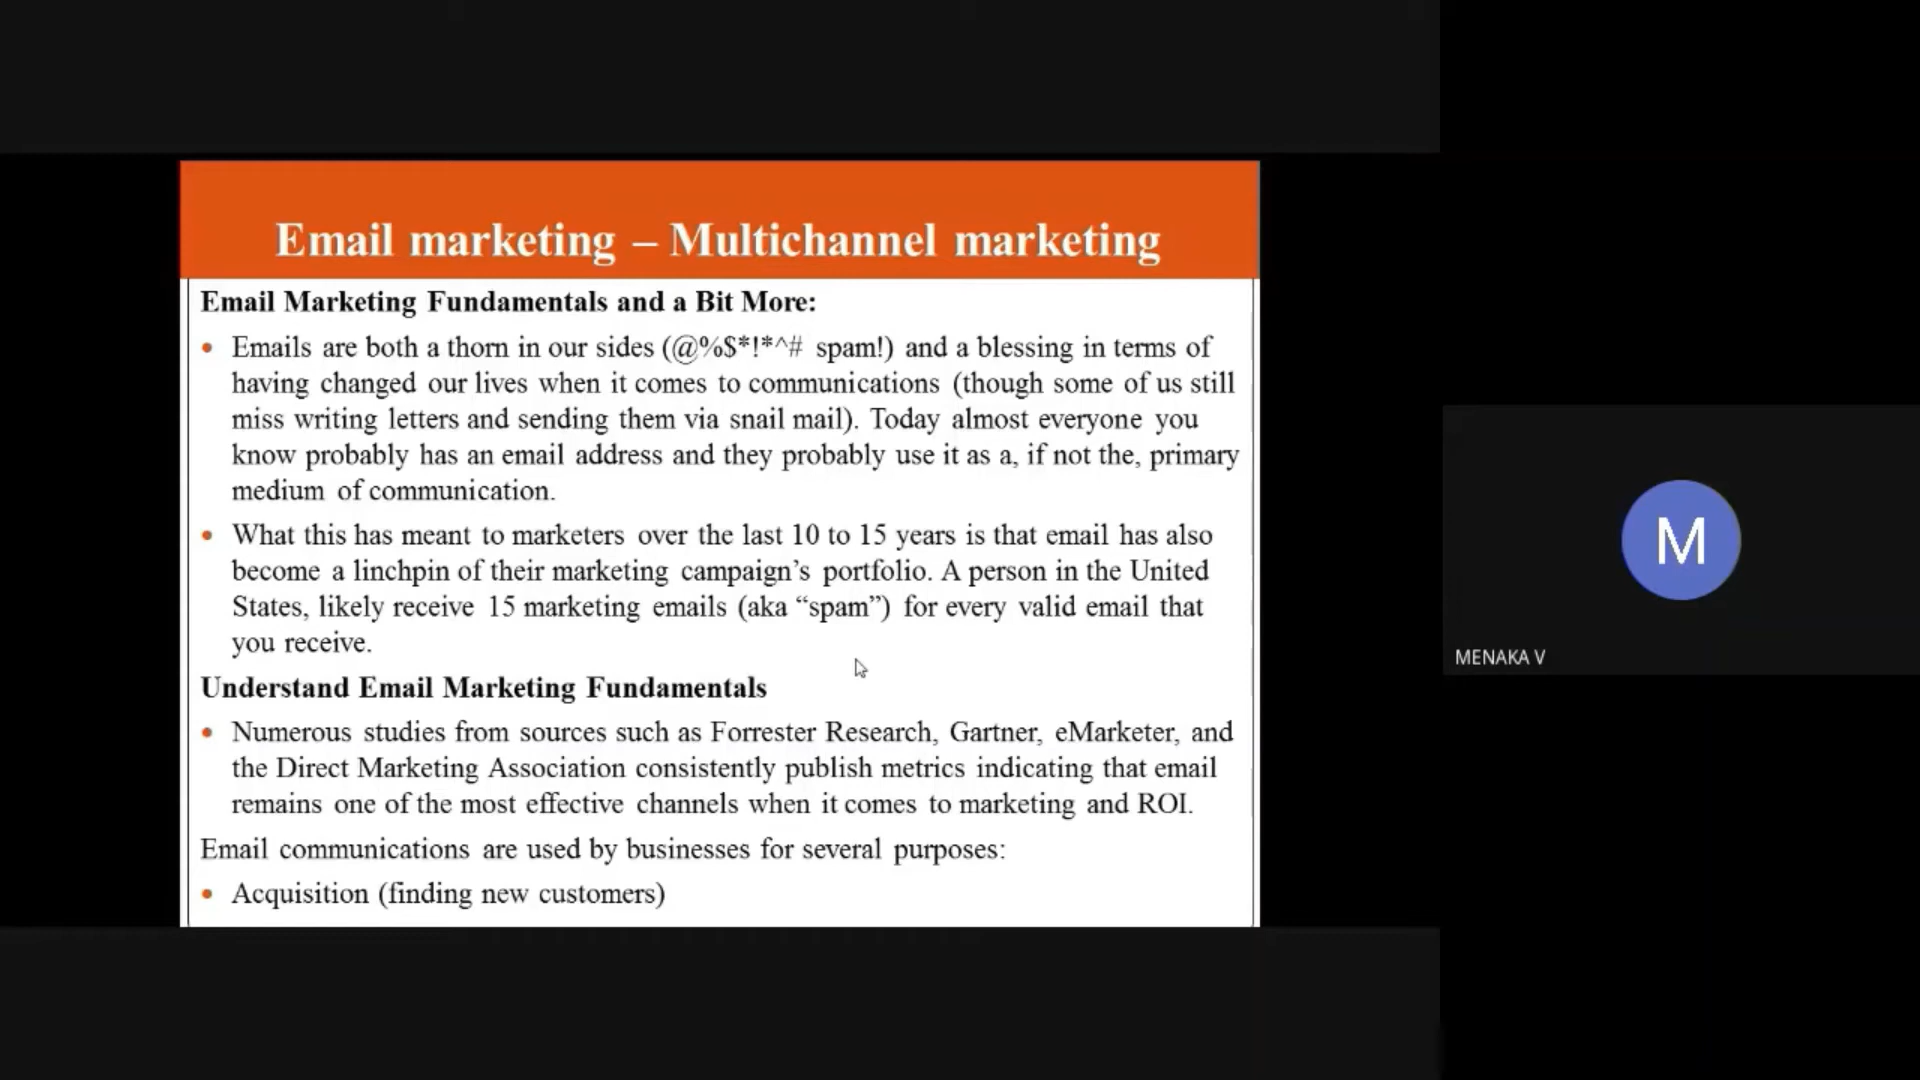 Email marketing – Multichannel marketing
Email Marketing Fundamentals and a Bit More:
• Emails are both a thorn in our sides (@%$*!*^# spam!) and a blessing in terms of
having changed our lives when it comes to communications (though some of us still
miss writing letters and sending them via snail mail). Today almost everyone you
know probably has an email address and they probably use it as a, if not the, primary
medium of communication.
• What this has meant to marketers over the last 10 to 15 years is that email has also
become a linchpin of their marketing campaign’s portfolio. A person in the United
States, likely receive 15 marketing emails (aka “spam”) for every valid email that
you receive.
Understand Email Marketing Fundamentals
• Numerous studies from sources such as Forrester Research, Gartner, eMarketer, and
the Direct Marketing Association consistently publish metrics indicating that email
remains one of the most effective channels when it comes to marketing and ROI.
Email communications are used by businesses for several purposes:
• Acquisition (finding new customers)
M
MENAKA V